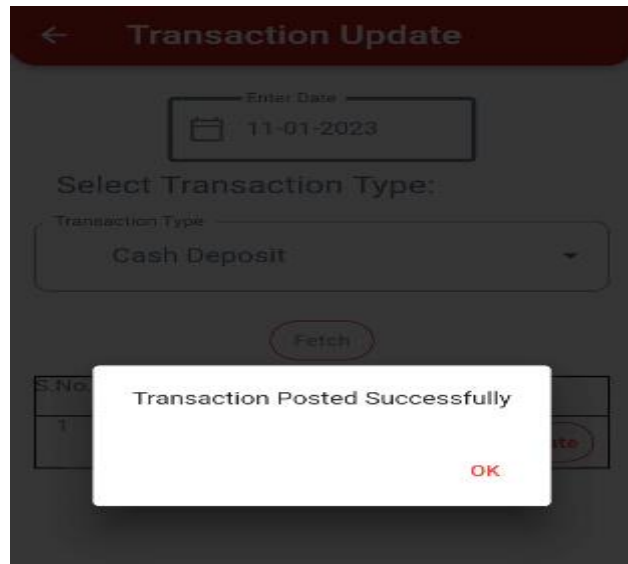 Transaction Update
Enter Date
11-01-2023
Select Transaction Type:
Transaction Type
Cash Deposit
Fetch
S.No.
Transaction Posted Successfully
1
OK